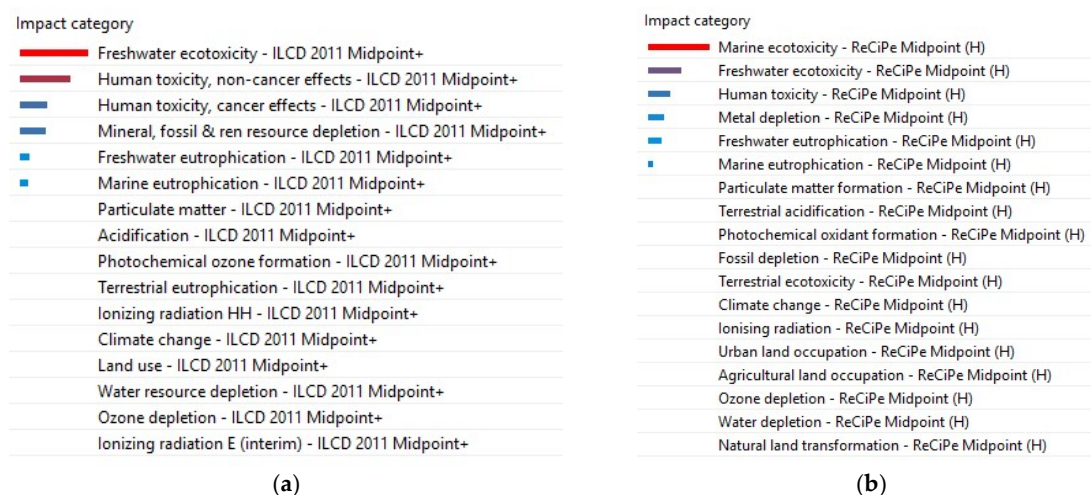 Impact category
Freshwater ecotoxicity - ILCD 2011 Midpoint+
Human toxicity, non-cancer effects - ILCD 2011 Midpoint+
Human toxicity, cancer effects - ILCD 2011 Midpoint+
Mineral, fossil & ren resource depletion - ILCD 2011 Midpoint+
Freshwater eutrophication - ILCD 2011 Midpoint+
Marine eutrophication - ILCD 2011 Midpoint+
Particulate matter - ILCD 2011 Midpoint+
Acidification - ILCD 2011 Midpoint+
Photochemical ozone formation - ILCD 2011 Midpoint+
Terrestrial eutrophication - ILCD 2011 Midpoint+
Ionizing radiation HH - ILCD 2011 Midpoint+
Climate change - ILCD 2011 Midpoint+
Land use - ILCD 2011 Midpoint+
Water resource depletion - ILCD 2011 Midpoint+
Ozone depletion - ILCD 2011 Midpoint+
Ionizing radiation E (interim) - ILCD 2011 Midpoint+
(a)
Impact category
Marine ecotoxicity - ReCiPe Midpoint (H)
Freshwater ecotoxicity - ReCiPe Midpoint (H)
Human toxicity - ReCiPe Midpoint (H)
Metal depletion - ReCiPe Midpoint (H)
Freshwater eutrophication - ReCiPe Midpoint (H)
Marine eutrophication - ReCiPe Midpoint (H)
Particulate matter formation - ReCiPe Midpoint (H)
Terrestrial acidification - ReCiPe Midpoint (H)
Photochemical oxidant formation - ReCiPe Midpoint (H)
Fossil depletion - ReCiPe Midpoint (H)
Terrestrial ecotoxicity - ReCiPe Midpoint (H)
Climate change - ReCiPe Midpoint (H)
Ionising radiation - ReCiPe Midpoint (H)
Urban land occupation - ReCiPe Midpoint (H)
Agricultural land occupation - ReCiPe Midpoint (H)
Ozone depletion - ReCiPe Midpoint (H)
Water depletion - ReCiPe Midpoint (H)
Natural land transformation - ReCiPe Midpoint (H)
(b)